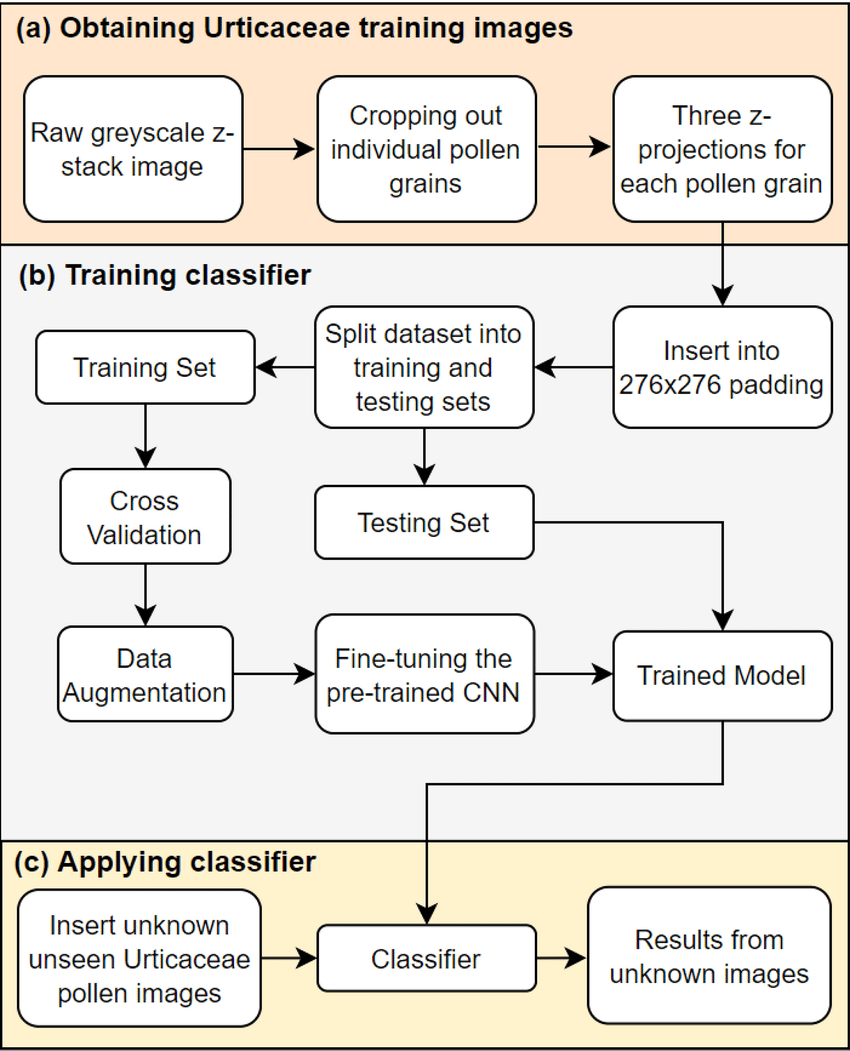 (a) Obtaining Urticaceae training images
Raw greyscale z-
stack image
Cropping out
individual pollen
grains
Three z-
projections for
each pollen grain
(b) Training classifier
Insert into
276x276 padding
Split dataset into
training and
testing sets
Training Set
Cross
Validation
Testing Set
Data
Augmentation
Fine-tuning the
pre-trained CNN
Trained Model
(c) Applying classifier
Insert unknown
unseen Urticaceae
pollen images
Classifier
Results from
unknown images